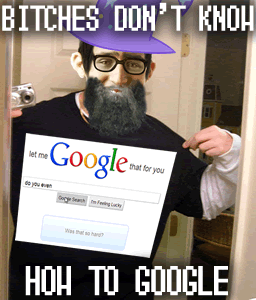 BITCHES DON'T KNOW
let me Google that for you
do you even
Google Search I'm Feeling Lucky
Was that so hard?
HOW TO GOOGLE